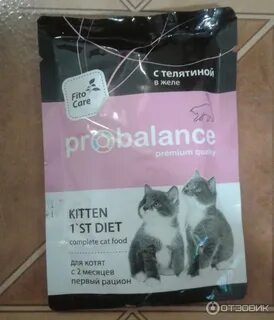 Fito
Care
с телятиной
в желе
probalance
premium quality
KITTEN
1`ST DIET
complete cat food
для котят
с 2 месяцев
первый рацион
ОТЗОВИК